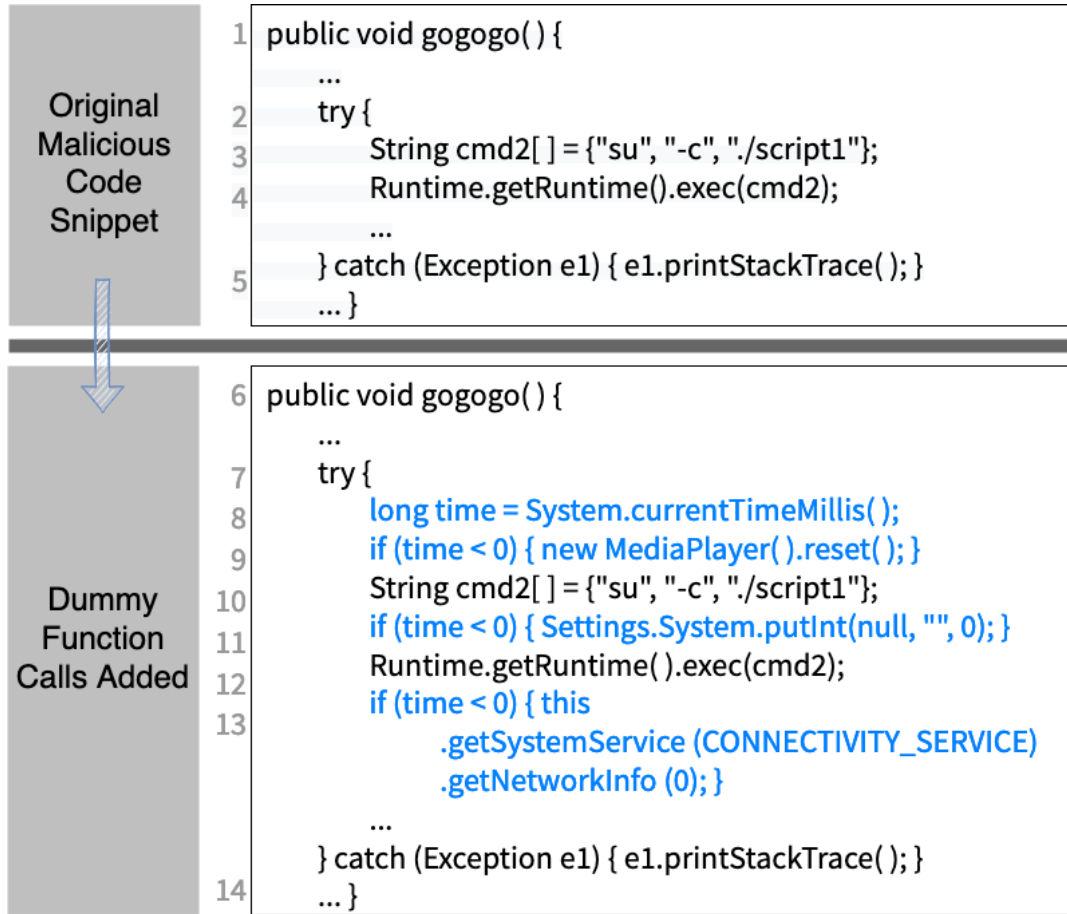 Original
Malicious
Code
Snippet
1 public void gogogo( ) {
...
2 try {
3 String cmd2[ ] = {"su", "-c", "./script1"};
4 Runtime.getRuntime().exec(cmd2);
...
5 } catch (Exception e1) { e1.printStackTrace( ); }
... }
Dummy
Function
Calls Added
6 public void gogogo( ) {
...
7 try {
8 long time = System.currentTimeMillis( );
9 if (time < 0) { new MediaPlayer( ).reset( ); }
10 String cmd2[ ] = {"su", "-c", "./script1"};
11 if (time < 0) { Settings.System.putInt(null, "", 0); }
12 Runtime.getRuntime( ).exec(cmd2);
13 if (time < 0) { this
.getSystemService (CONNECTIVITY_SERVICE)
.getNetworkInfo (0); }
...
} catch (Exception e1) { e1.printStackTrace( ); }
14 ... }